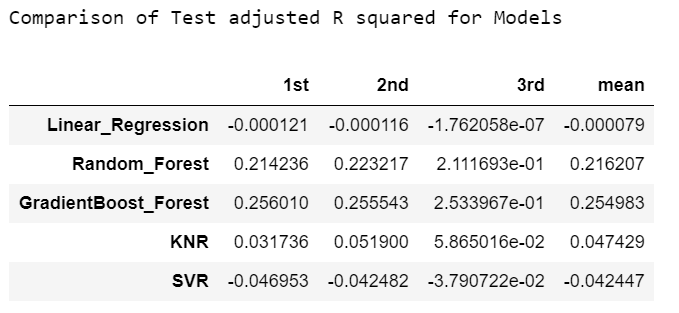 Comparison of Test adjusted R squared for Models
1st 2nd 3rd mean
Linear_Regression -0.000121 -0.000116 -1.762058e-07 -0.000079
Random_Forest 0.214236 0.223217 2.111693e-01 0.216207
GradientBoost_Forest 0.256010 0.255543 2.533967e-01 0.254983
KNR 0.031736 0.051900 5.865016e-02 0.047429
SVR -0.046953 -0.042482 -3.790722e-02 -0.042447